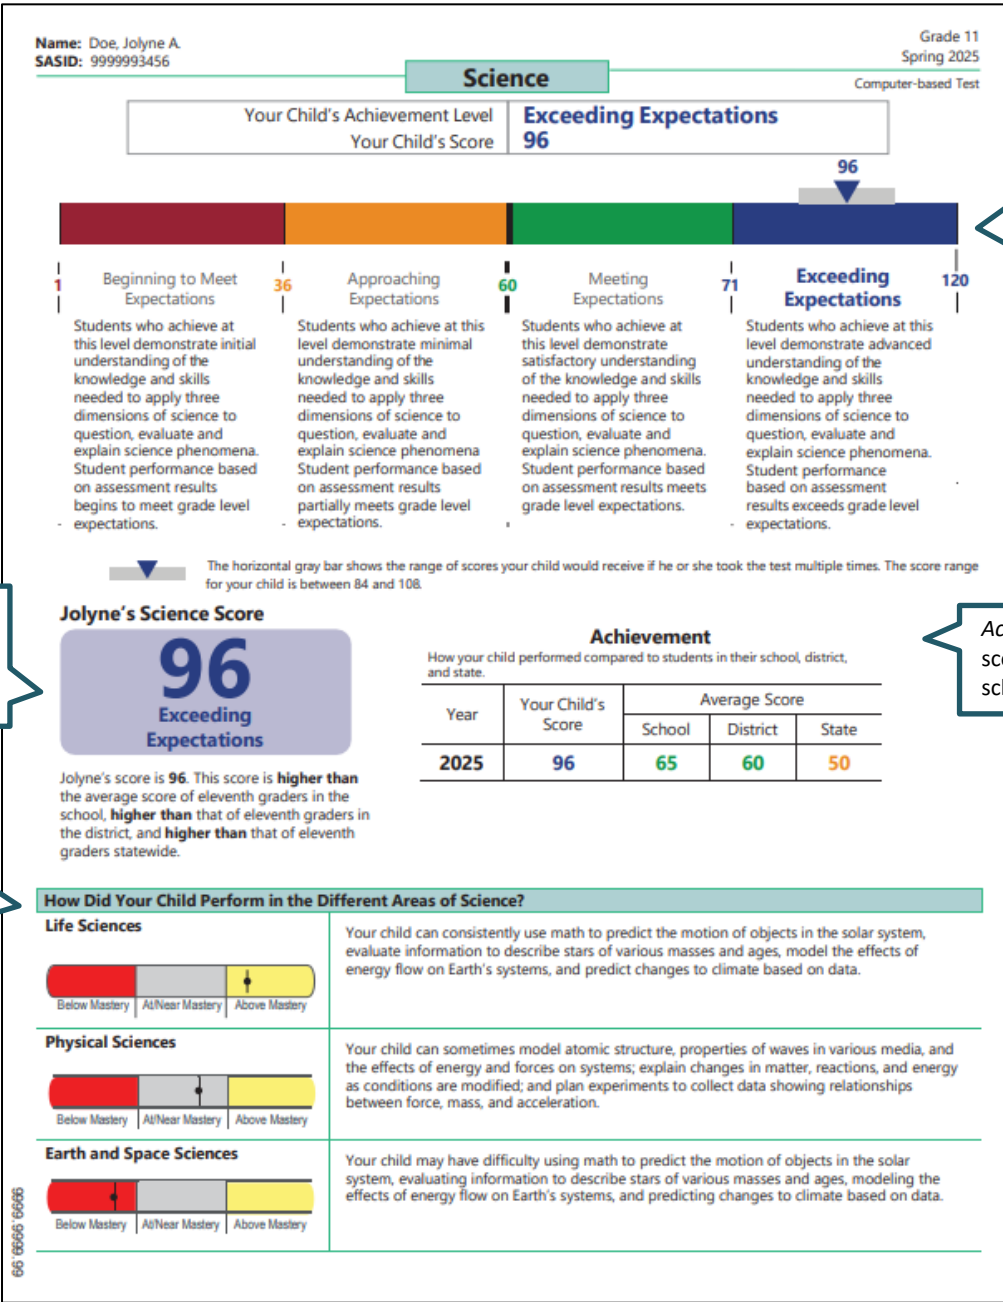 Name: Doe, Jolyne A.
SASID: 9999993456
Grade 11
Spring 2025
Science
Computer-based Test
Your Child's Achievement Level
Exceeding Expectations
Your Child's Score
96
96
1
Beginning to Meet
Expectations
36
Approaching
Expectations
60
Meeting
Expectations
71
Exceeding
Expectations
120
Students who achieve at
this level demonstrate initial
understanding of the
knowledge and skills
needed to apply three
dimensions of science to
question, evaluate and
explain science phenomena.
Student performance based
on assessment results
begins to meet grade level
expectations.
Students who achieve at this
level demonstrate minimal
understanding of the
knowledge and skills
needed to apply three
dimensions of science to
question, evaluate and
explain science phenomena
Student performance based
on assessment results
partially meets grade level
expectations.
Students who achieve at
this level demonstrate
satisfactory understanding
of the knowledge and skills
needed to apply three
dimensions of science to
question, evaluate and
explain science phenomena.
Student performance based
on assessment results meets
grade level expectations.
Students who achieve at this
level demonstrate advanced
understanding of the
knowledge and skills
needed to apply three
dimensions of science to
question, evaluate and
explain science phenomena.
Student performance
based on assessment
results exceeds grade level
expectations.
The horizontal gray bar shows the range of scores your child would receive if he or she took the test multiple times. The score range
for your child is between 84 and 108.
Jolyne's Science Score
96
Exceeding
Expectations
Jolyne's score is 96. This score is higher than
the average score of eleventh graders in the
school, higher than that of eleventh graders in
the district, and higher than that of eleventh
graders statewide.
Achievement
How your child performed compared to students in their school, district,
and state.
Year
Your Child's
Score
Average Score
School
District
State
2025
96
65
60
50
How Did Your Child Perform in the Different Areas of Science?
Life Sciences
Below Mastery
At/Near Mastery
Above Mastery
Your child can consistently use math to predict the motion of objects in the solar system,
evaluate information to describe stars of various masses and ages, model the effects of
energy flow on Earth's systems, and predict changes to climate based on data.
Physical Sciences
Below Mastery
At/Near Mastery
Above Mastery
Your child can sometimes model atomic structure, properties of waves in various media, and
the effects of energy and forces on systems; explain changes in matter, reactions, and energy
as conditions are modified; and plan experiments to collect data showing relationships
between force, mass, and acceleration.
Earth and Space Sciences
Below Mastery
At/Near Mastery
Above Mastery
Your child may have difficulty using math to predict the motion of objects in the solar
system, evaluating information to describe stars of various masses and ages, modeling the
effects of energy flow on Earth's systems, and predicting changes to climate based on data.